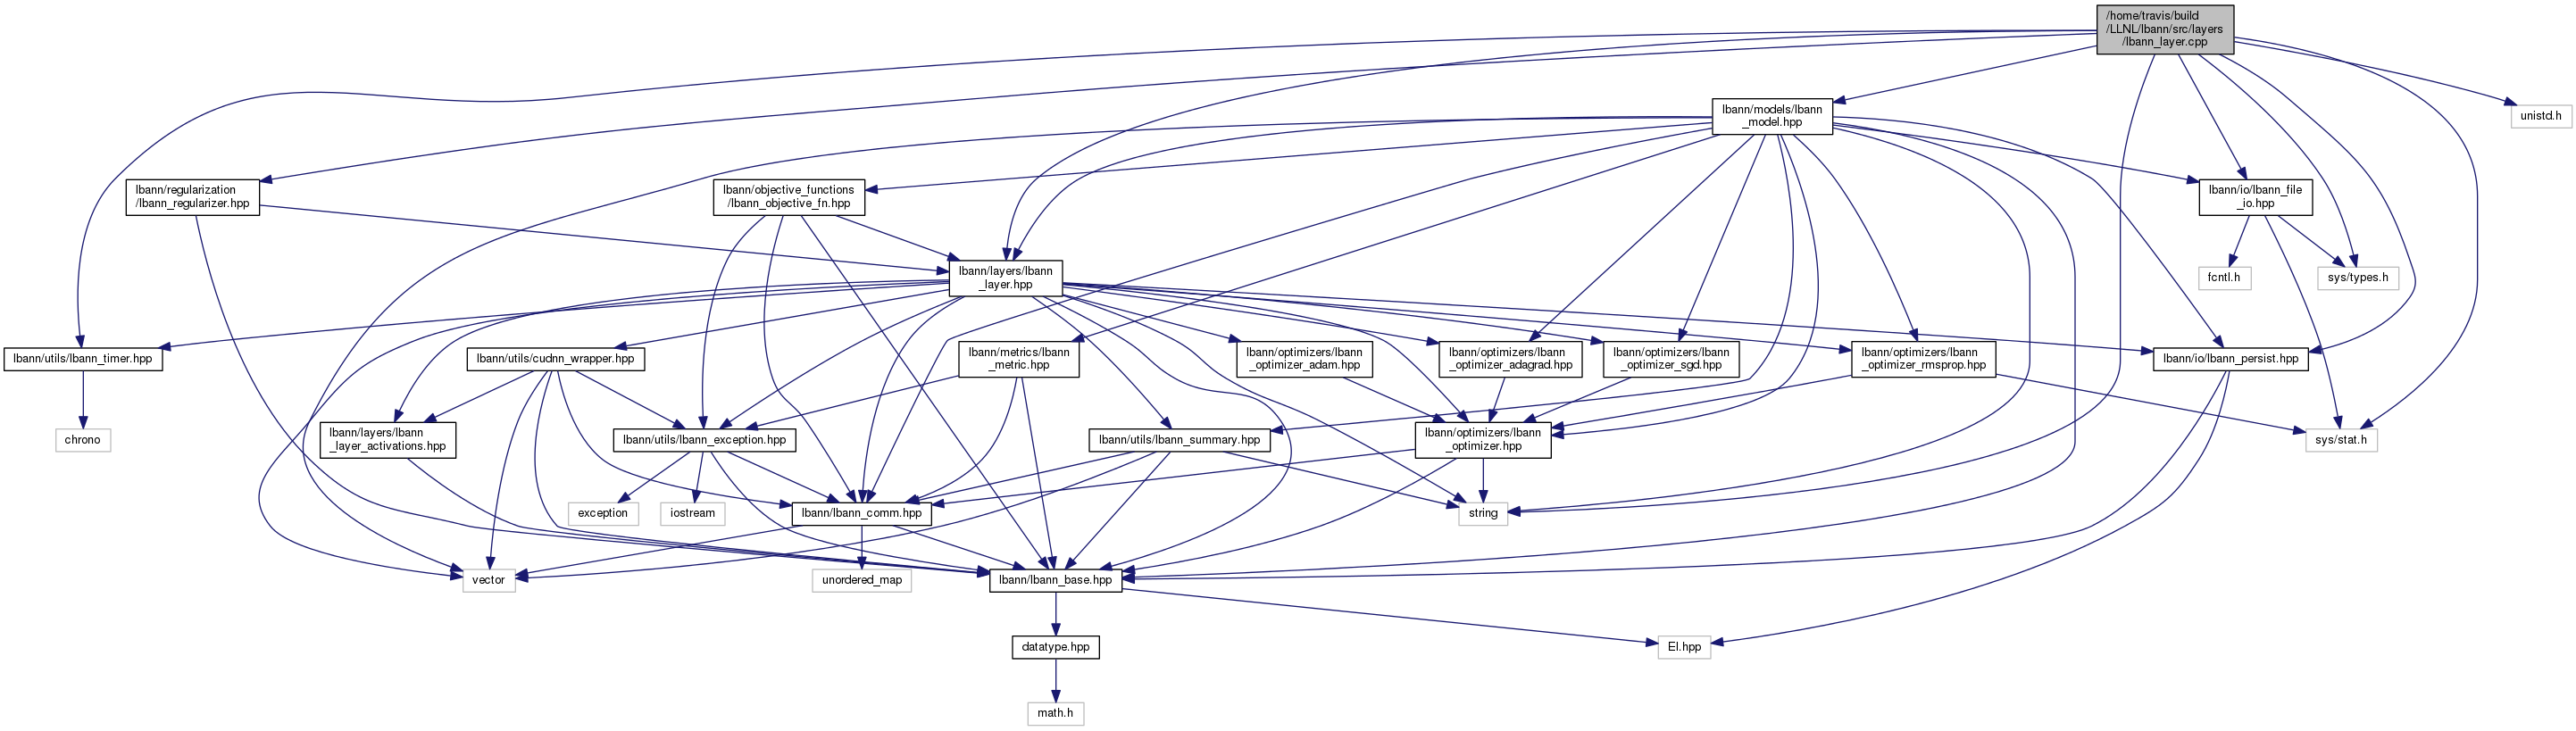 /home/travis/build
/LLNL/lbann/src/layers
/lbann_layer.cpp
unistd.h
lbann/models/lbann
_model.hpp
lbann/regularization
/lbann_regularizer.hpp
lbann/objective_functions
/lbann_objective_fn.hpp
lbann/io/lbann_file
_io.hpp
lbann/layers/lbann
_layer.hpp
fcntl.h
sys/types.h
lbann/utils/lbann_timer.hpp
lbann/utils/cudnn_wrapper.hpp
lbann/metrics/lbann
_metric.hpp
lbann/optimizers/lbann
_optimizer_adam.hpp
lbann/optimizers/lbann
_optimizer_adagrad.hpp
lbann/optimizers/lbann
_optimizer_sgd.hpp
lbann/optimizers/lbann
_optimizer_rmsprop.hpp
lbann/io/lbann_persist.hpp
chrono
lbann/layers/lbann
_layer_activations.hpp
lbann/utils/lbann_exception.hpp
lbann/utils/lbann_summary.hpp
lbann/optimizers/lbann
_optimizer.hpp
sys/stat.h
exception
iostream
lbann/lbann_comm.hpp
string
vector
unordered_map
lbann/lbann_base.hpp
datatype.hpp
El.hpp
math.h